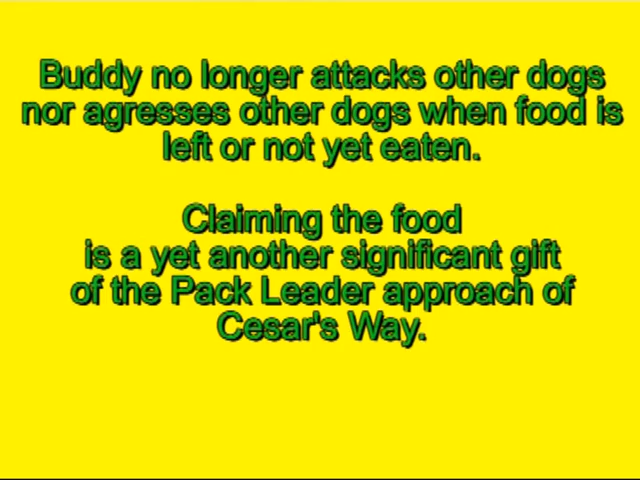 Buddy no longer attacks other dogs
nor agresses other dogs when food is
left or not yet eaten.
Claiming the food
is a yet another significant gift
of the Pack Leader approach of
Cesar's Way.